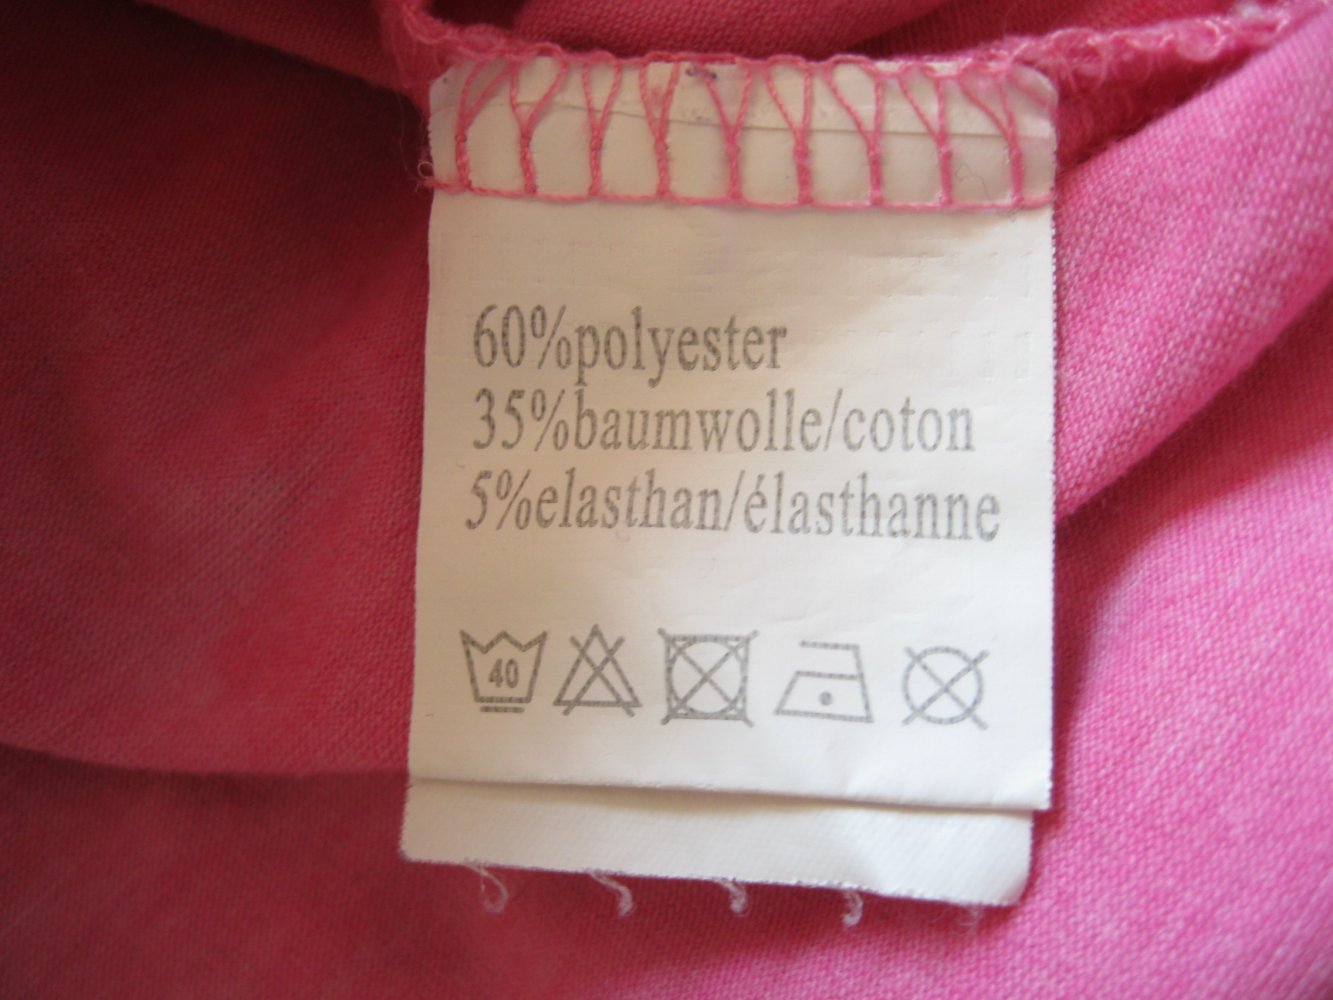 60%polyester
35%baumwolle/coton
5%elasthan/élasthanne
40